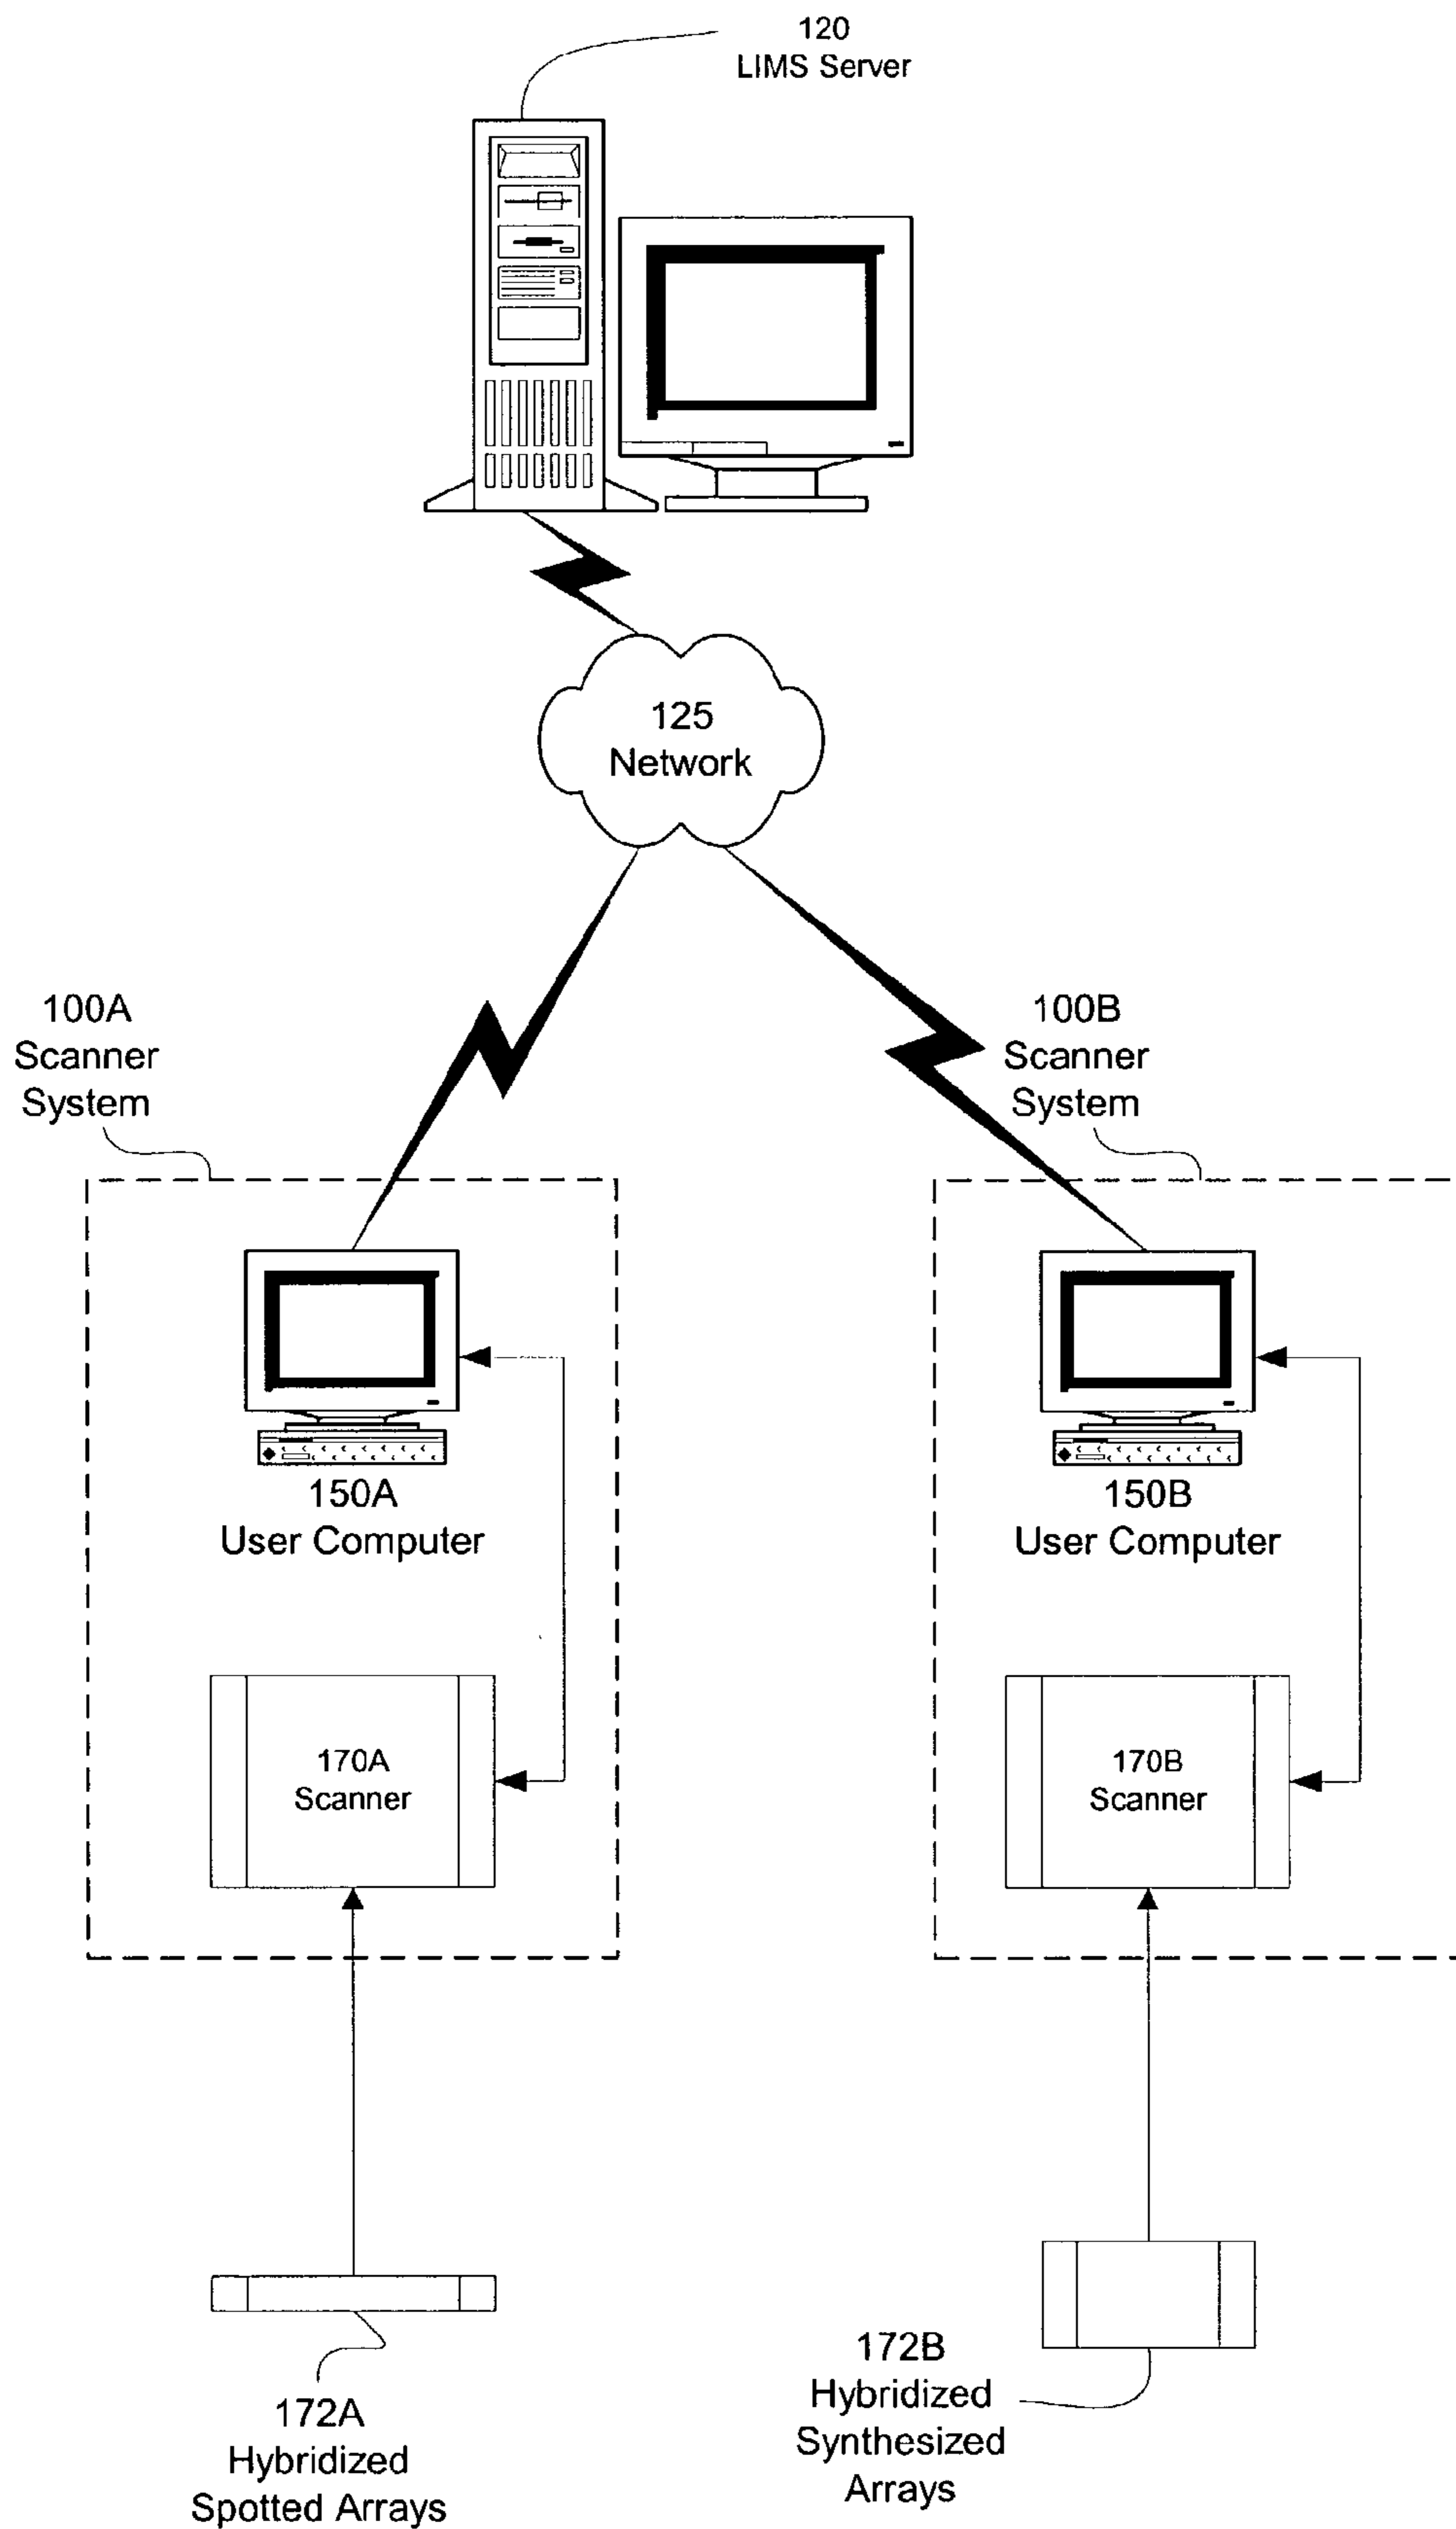 120
LIMS Server
125
Network
100A
Scanner
System
100B
Scanner
System
150A
User Computer
150B
User Computer
170A
Scanner
170B
Scanner
172A
Hybridized
Spotted Arrays
172B
Hybridized
Synthesized
Arrays